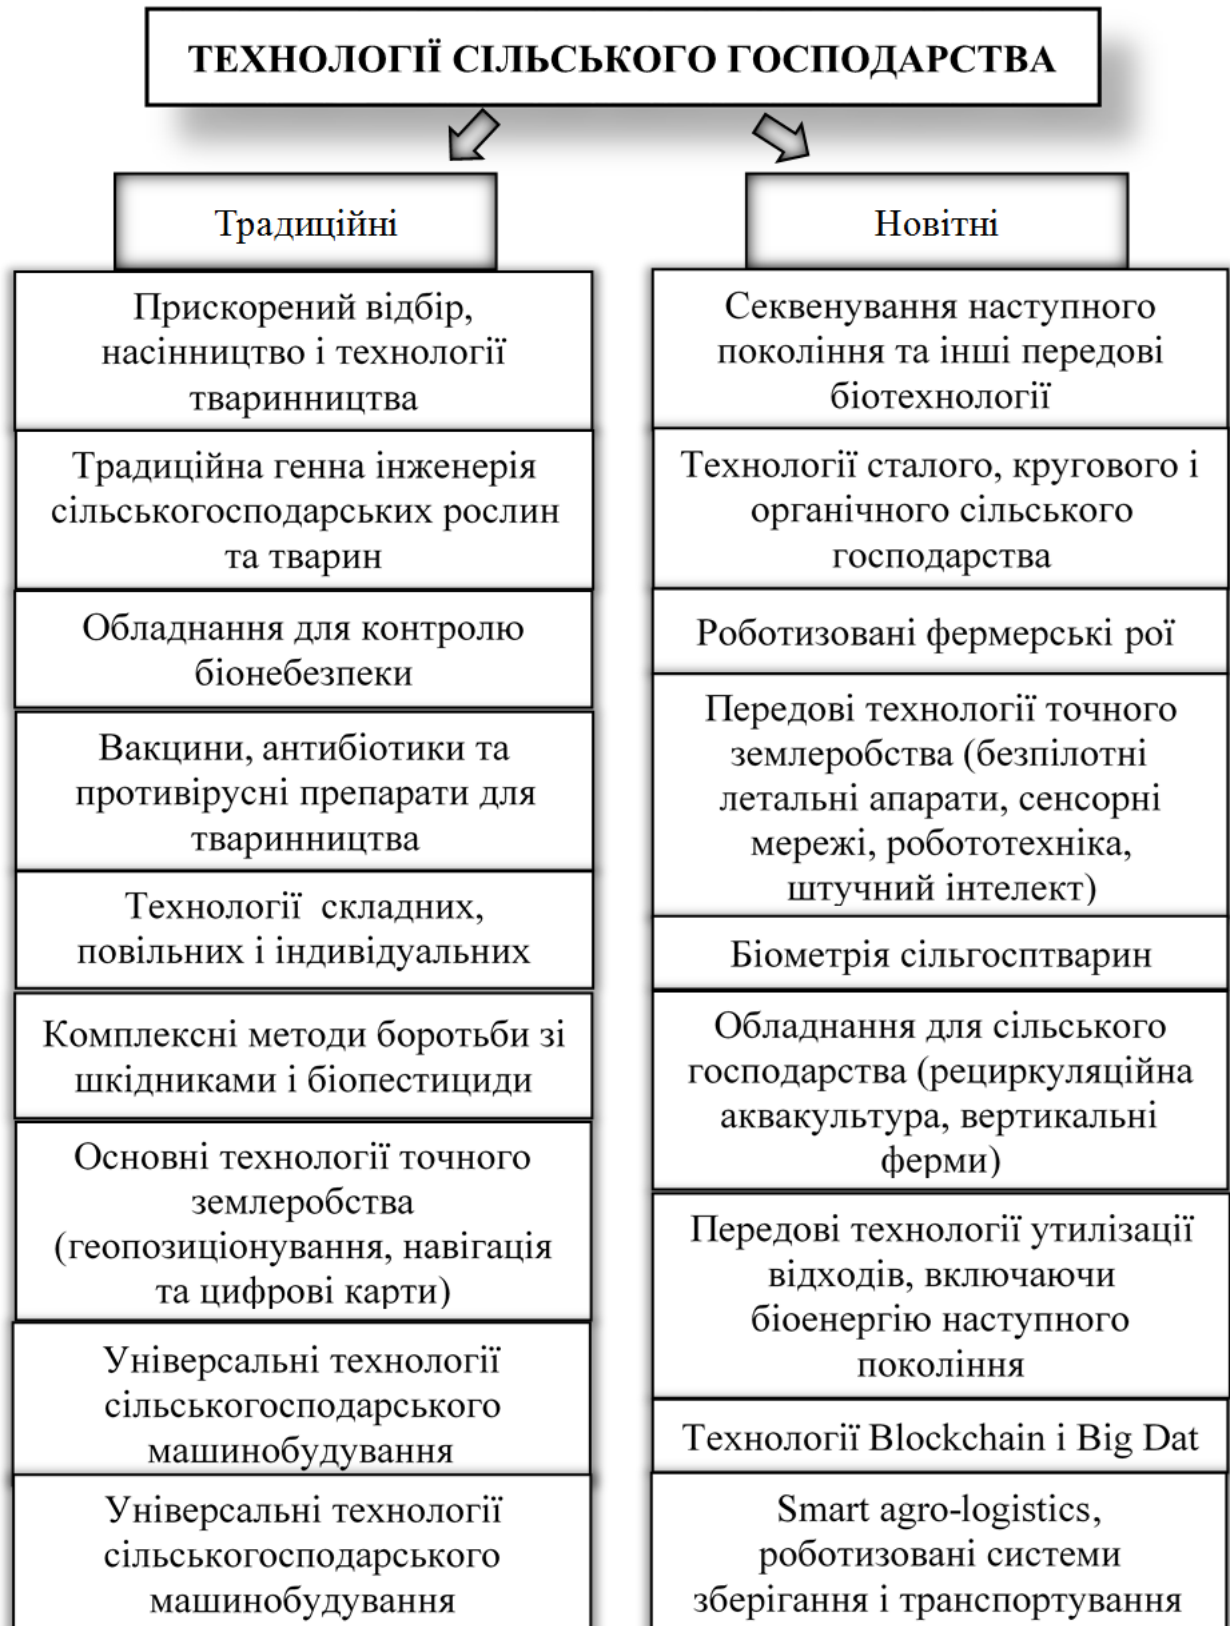 ТЕХНОЛОГІЇ СІЛЬСЬКОГО ГОСПОДАРСТВА
Традиційні
Прискорений відбір,
насінництво і технології
тваринництва
Традиційна генна інженерія
сільськогосподарських рослин
та тварин
Обладнання для контролю
біонебезпеки
Вакцини, антибіотики та
противірусні препарати для
тваринництва
Технології складних,
повільних і індивідуальних
Комплексні методи боротьби зі
шкідниками і біопестициди
Основні технології точного
землеробства
(геопозиціонування, навігація
та цифрові карти)
Універсальні технології
сільськогосподарського
машинобудування
Універсальні технології
сільськогосподарського
машинобудування
Новітні
Секвенування наступного
покоління та інші передові
біотехнології
Технології сталого, кругового і
органічного сільського
господарства
Роботизовані фермерські рої
Передові технології точного
землеробства (безпілотні
летальні апарати, сенсорні
мережі, робототехніка,
штучний інтелект)
Біометрія сільгосптварин
Обладнання для сільського
господарства (рециркуляційна
аквакультура, вертикальні
ферми)
Передові технології утилізації
відходів, включаючи
біоенергію наступного
покоління
Технології Blockchain і Big Dat
Smart agro-logistics,
роботизовані системи
зберігання і транспортування